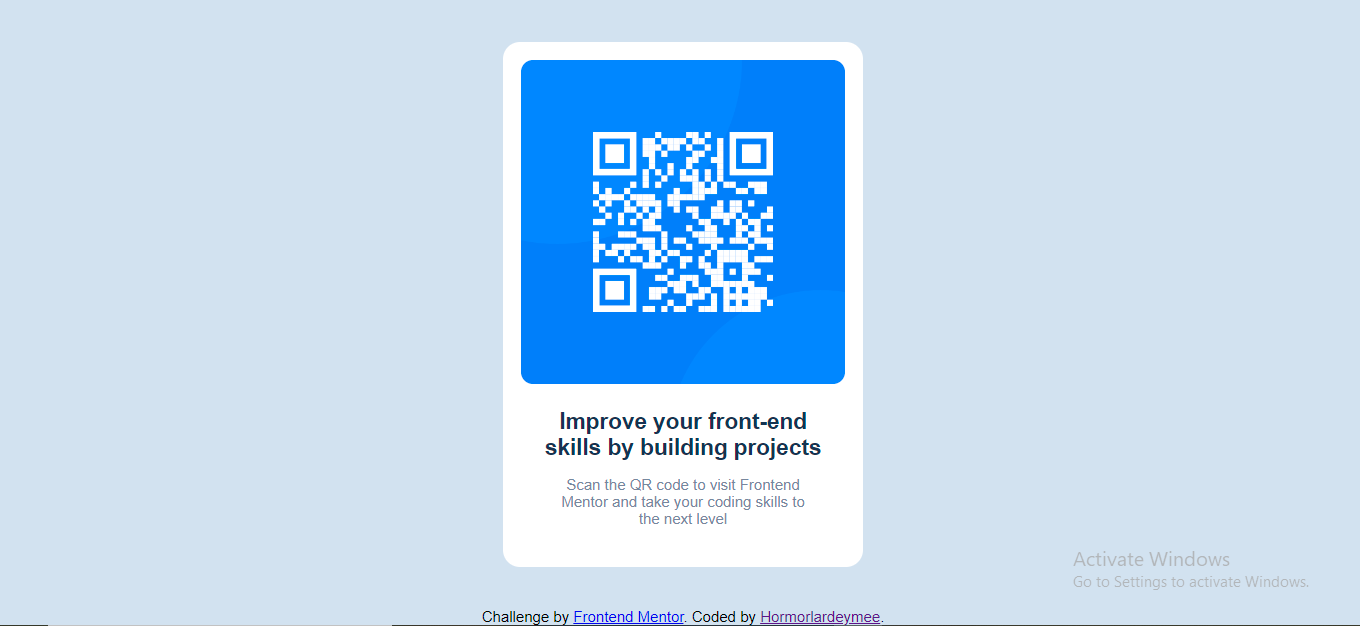 Improve your front-end
skills by building projects
Scan the QR code to visit Frontend
Mentor and take your coding skills to
the next level
Activate Windows
Go to Settings to activate Windows.
Challenge by Frontend Mentor. Coded by Hormorlardeymee.